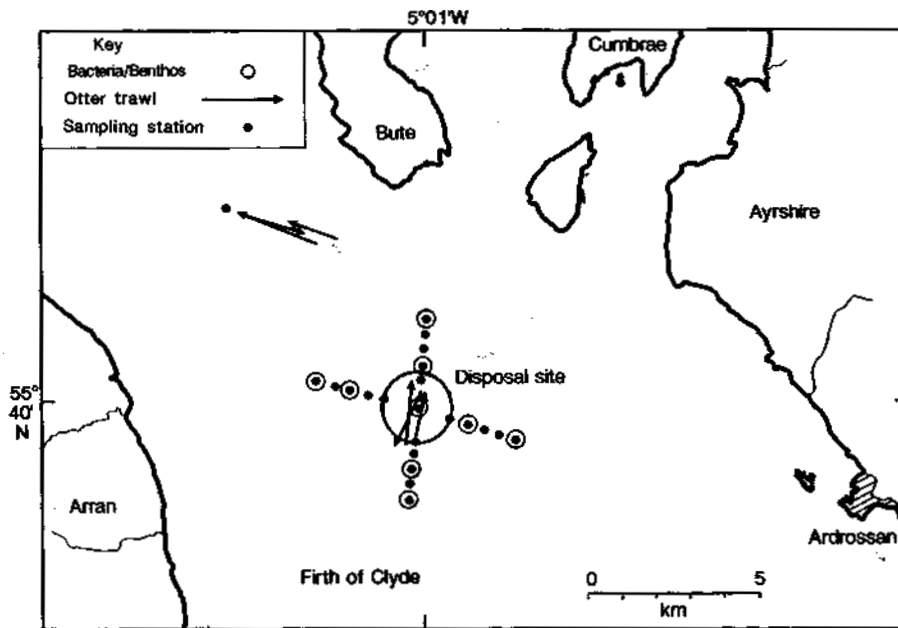 5°01'W
Key
Bacteria/Benthos
Otter trawl
Sampling station
Cumbrae
Bute
Ayrshire
Disposal site
55°
40'
N
Arran
Ardrossan
Firth of Clyde
0 5
km